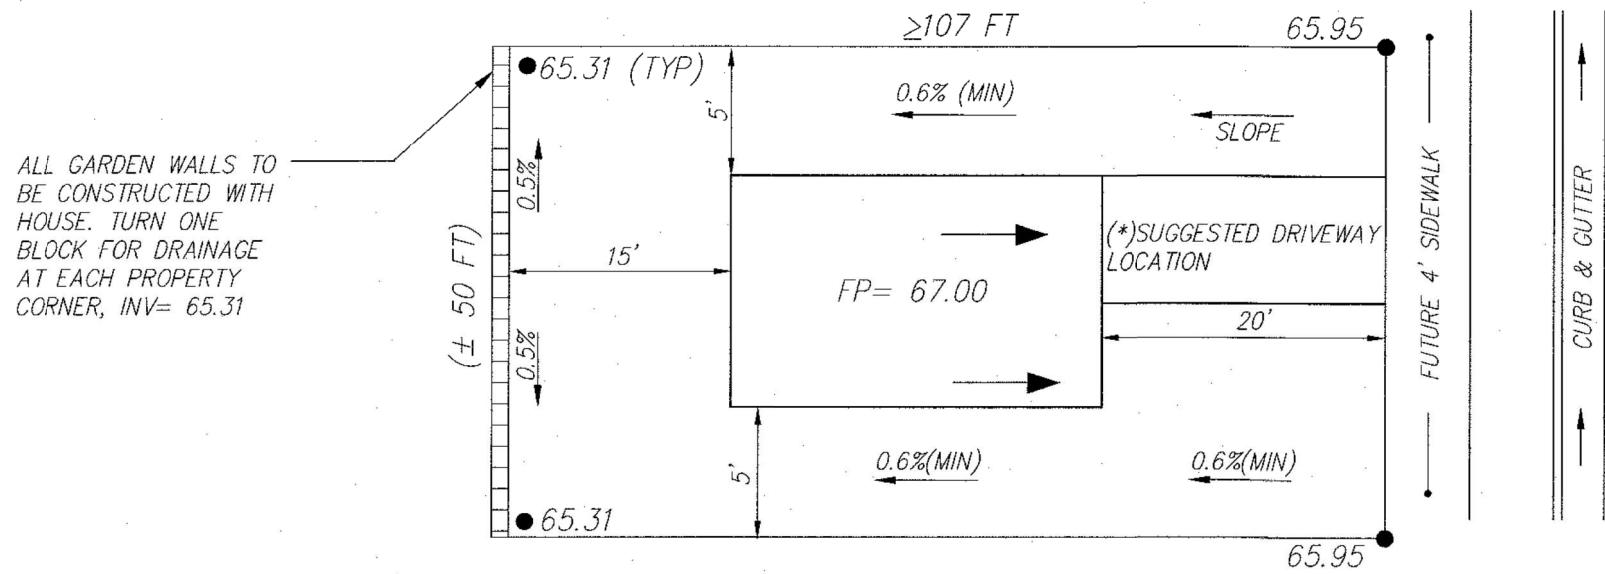 ≥107 FT
65.95
65.31 (TYP)
0.6% (MIN)
SLOPE
5'
ALL GARDEN WALLS TO
BE CONSTRUCTED WITH
HOUSE. TURN ONE
BLOCK FOR DRAINAGE
AT EACH PROPERTY
CORNER, INV= 65.31
0.5%
(± 50 FT)
15'
FP= 67.00
(*)SUGGESTED DRIVEWAY
LOCATION
20'
0.5%
FUTURE 4' SIDEWALK
CURB & GUTTER
5'
0.6%(MIN)
0.6%(MIN)
65.31
65.95